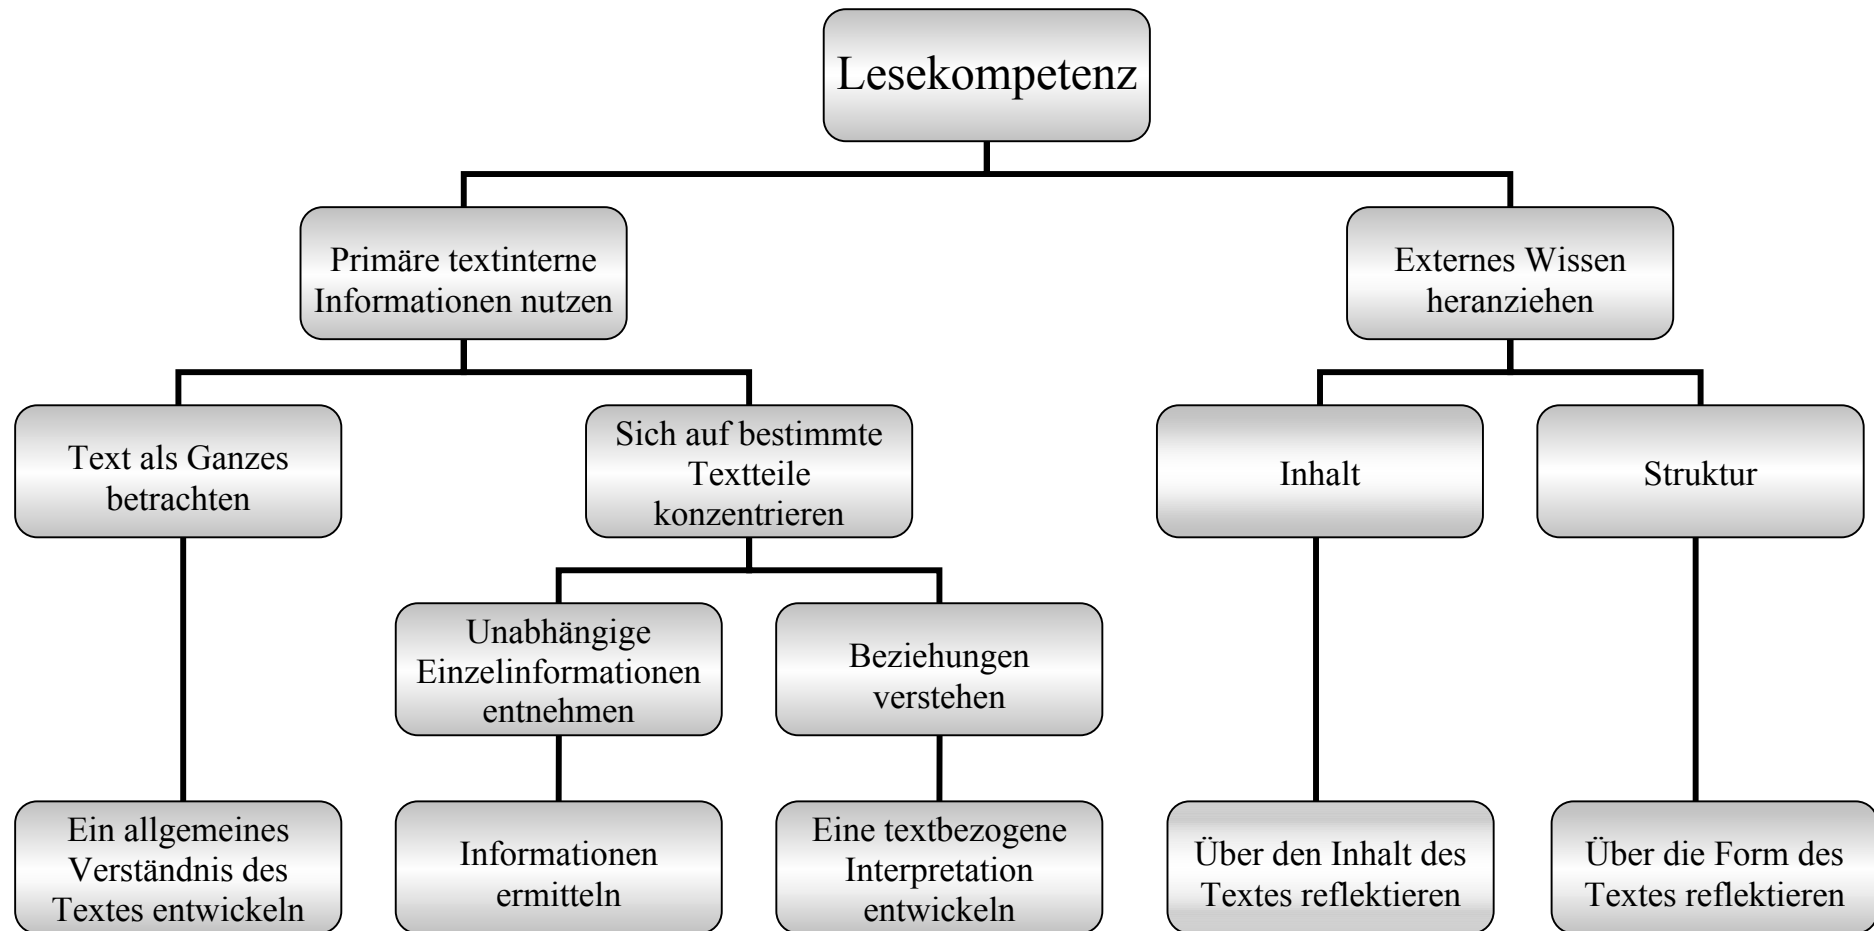 Lesekompetenz
Primäre textinterne
Informationen nutzen
Externes Wissen
heranziehen
Text als Ganzes
betrachten
Sich auf bestimmte
Textteile
konzentrieren
Inhalt
Struktur
Unabhängige
Einzelinformationen
entnehmen
Beziehungen
verstehen
Ein allgemeines
Verständnis des
Textes entwickeln
Informationen
ermitteln
Eine textbezogene
Interpretation
entwickeln
Über den Inhalt des
Textes reflektieren
Über die Form des
Textes reflektieren